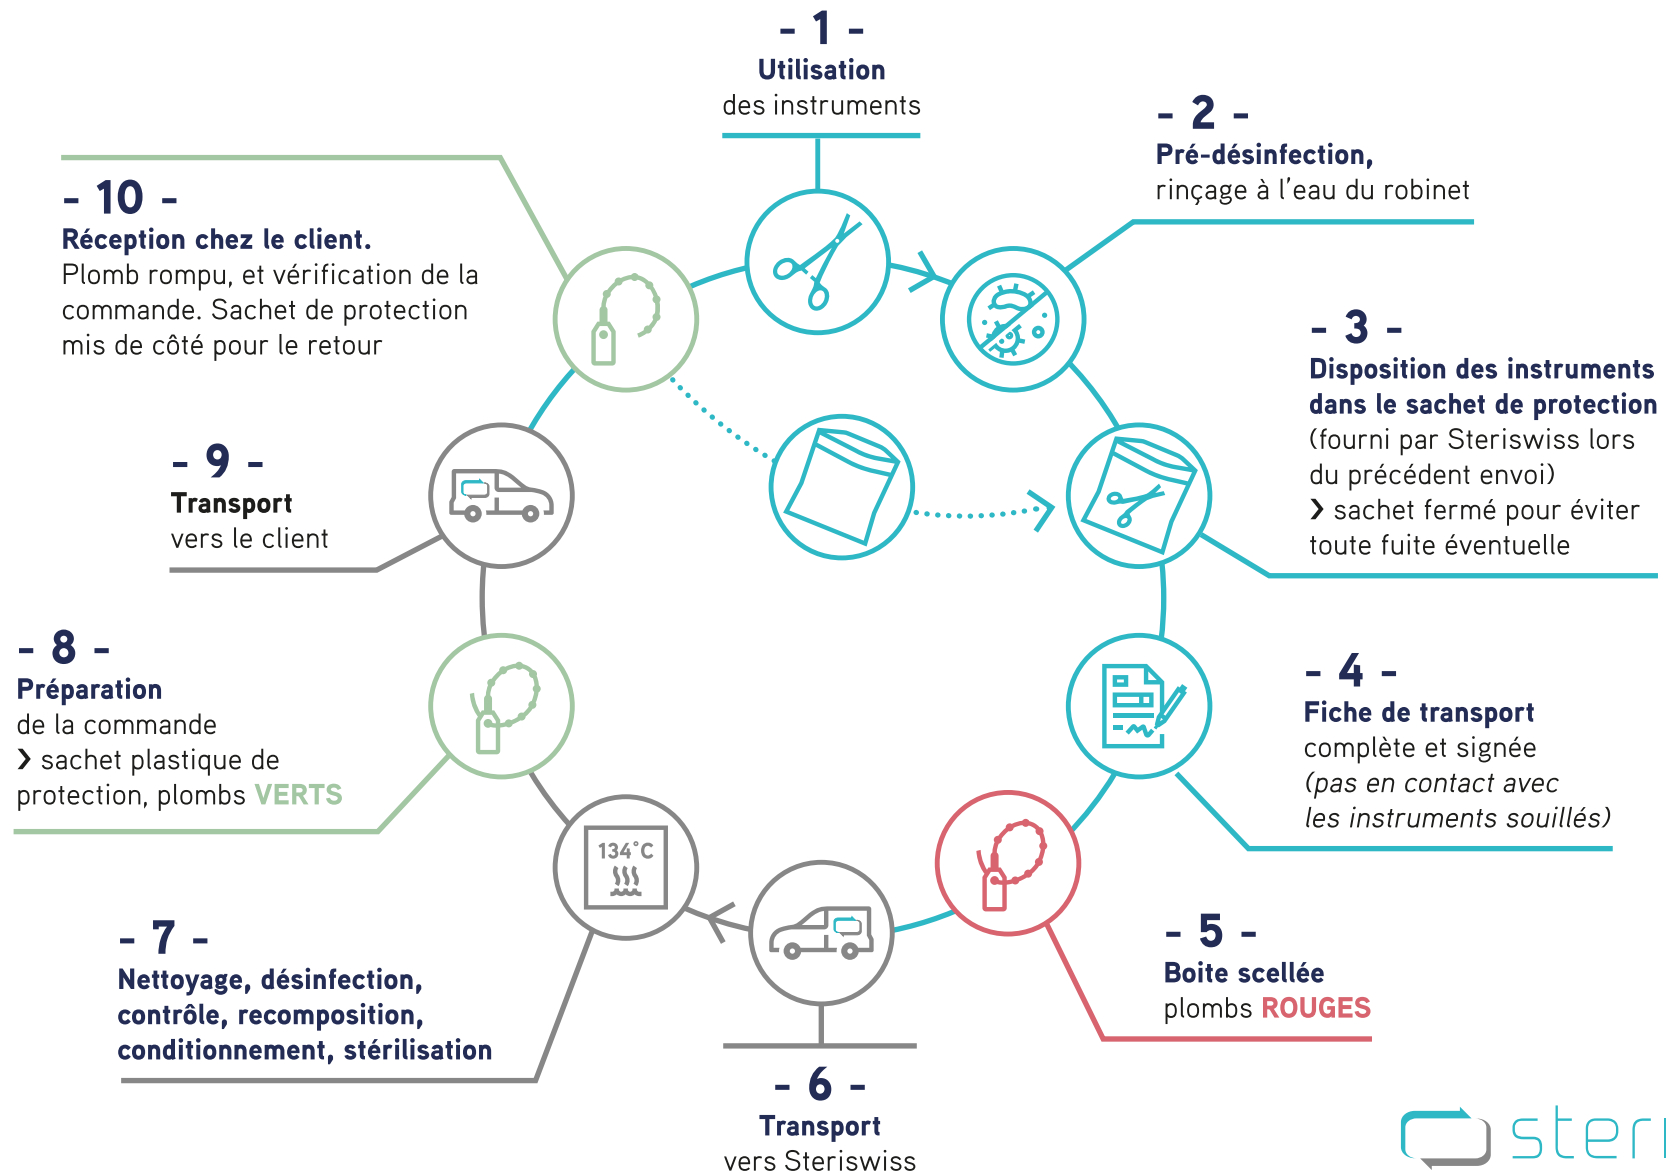 - 1 -
Utilisation
des instruments
- 2 -
Pré-désinfection,
rinçage à l'eau du robinet
- 3 -
Disposition des instruments
dans le sachet de protection
(fourni par Steriswiss lors
du précédent envoi)
❯ sachet fermé pour éviter
toute fuite éventuelle
- 4 -
Fiche de transport
complète et signée
(pas en contact avec
les instruments souillés)
- 5 -
Boite scellée
plombs ROUGES
- 6 -
Transport
vers Steriswiss
134°C
- 7 -
Nettoyage, désinfection,
contrôle, recomposition,
conditionnement, stérilisation
- 8 -
Préparation
de la commande
❯ sachet plastique de
protection, plombs VERTS
- 9 -
Transport
vers le client
- 10 -
Réception chez le client.
Plomb rompu, et vérification de la
commande. Sachet de protection
mis de côté pour le retour
steri